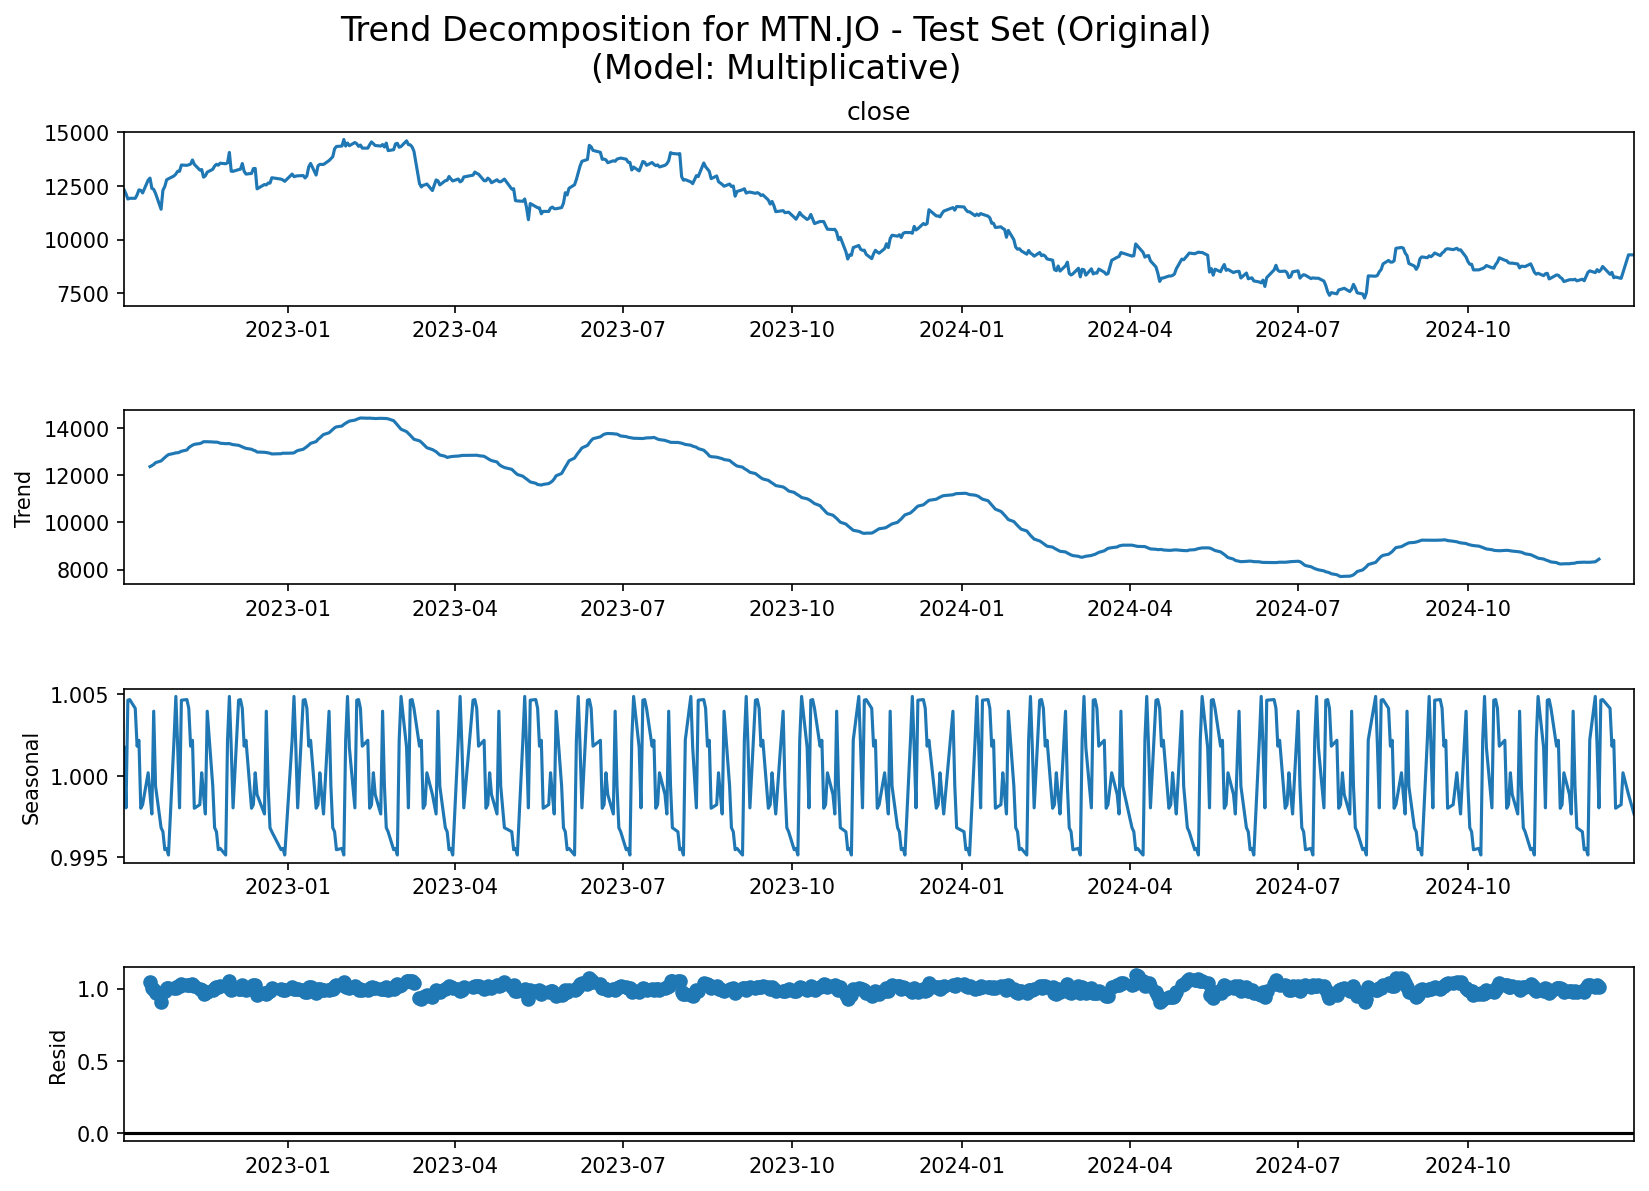 Trend Decomposition for MTN.JO - Test Set (Original)
(Model: Multiplicative)
close
15000
12500
10000
7500
2023-01 2023-04 2023-07 2023-10 2024-01 2024-04 2024-07 2024-10
Trend
14000
12000
10000
8000
2023-01 2023-04 2023-07 2023-10 2024-01 2024-04 2024-07 2024-10
Seasonal
1.005
1.000
0.995
2023-01 2023-04 2023-07 2023-10 2024-01 2024-04 2024-07 2024-10
Resid
1.0
0.5
0.0
2023-01 2023-04 2023-07 2023-10 2024-01 2024-04 2024-07 2024-10